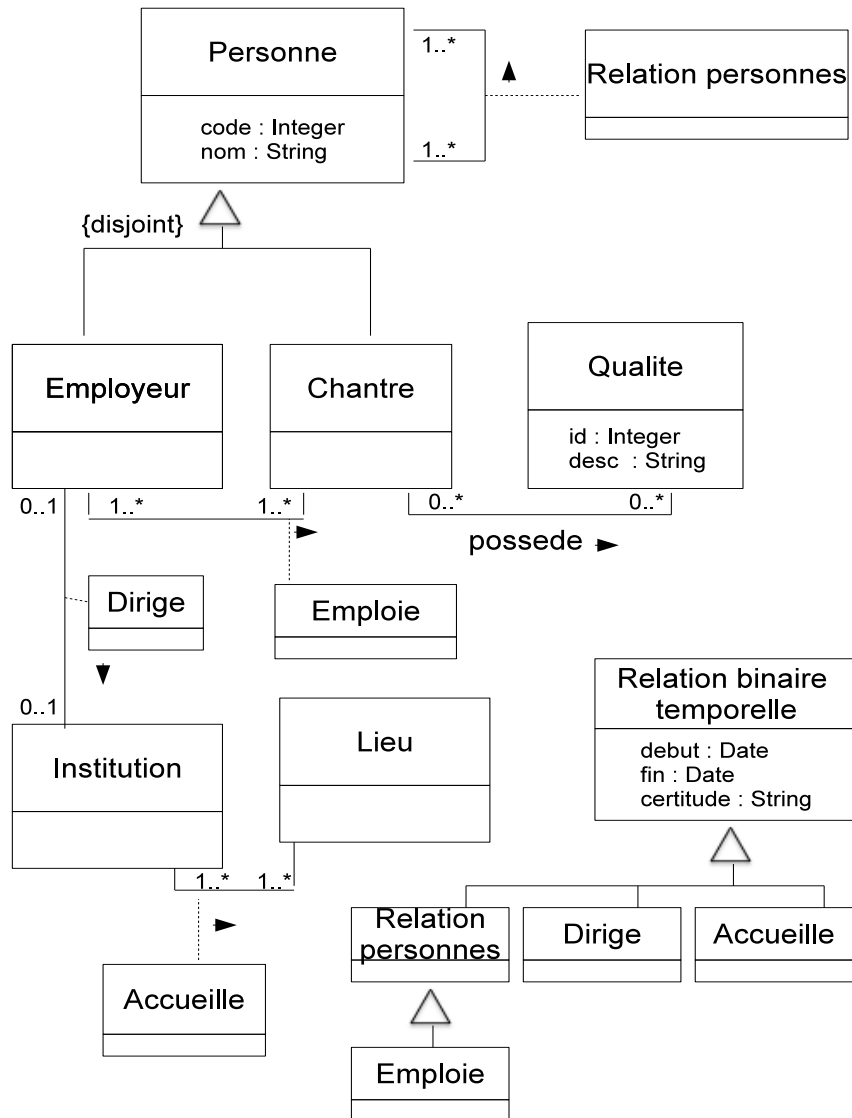 Personne
code : Integer
nom : String
1..*
1..*
Relation personnes
{disjoint}
Employeur
Chantre
Qualite
id : Integer
desc : String
0..1
1..*
1..*
0..*
0..*
possede
Dirige
Emploie
0..1
Institution
Lieu
1..*
1..*
Accueille
Relation binaire
temporelle
debut : Date
fin : Date
certitude : String
Relation
personnes
Dirige
Accueille
Emploie